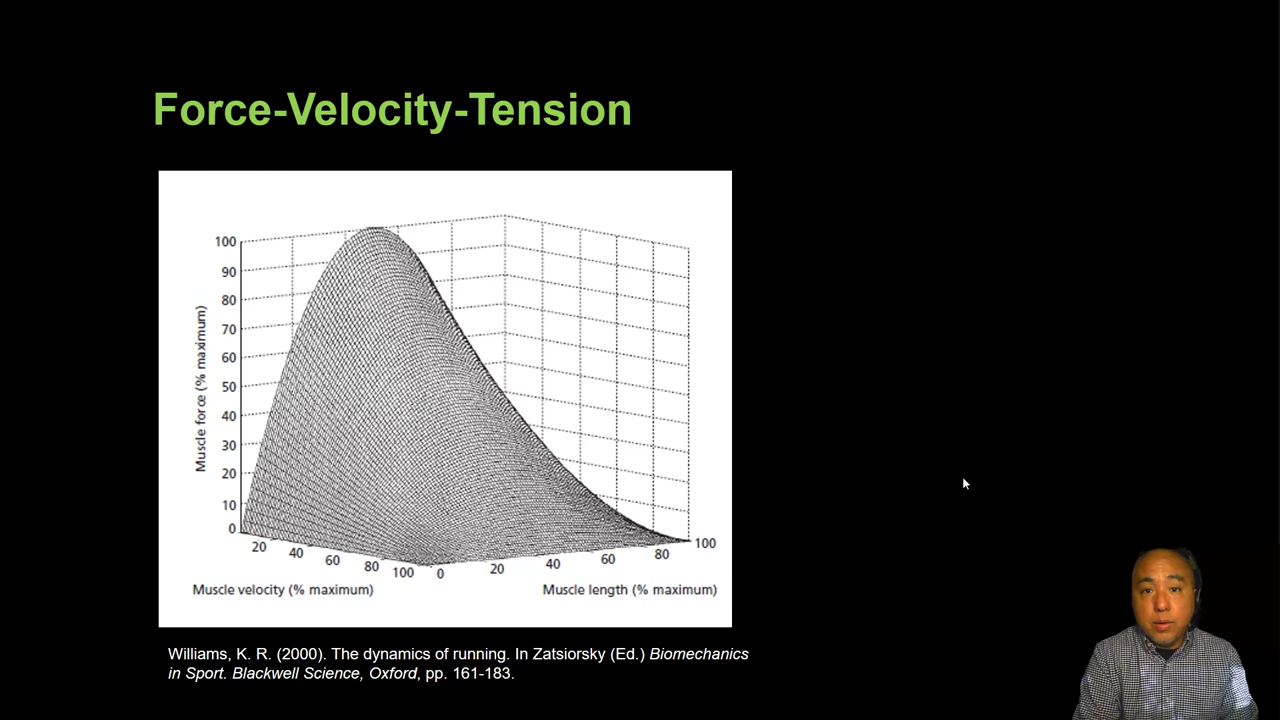 Force-Velocity-Tension
Muscle force (% maximum)
100
90
80
70
60
50
40
30
20
10
0
20 40 60 80 100
0 20 40 60 80 100
Muscle velocity (% maximum)
Muscle length (% maximum)
Williams, K. R. (2000). The dynamics of running. In Zatsiorsky (Ed.) Biomechanics
in Sport. Blackwell Science, Oxford, pp. 161-183.